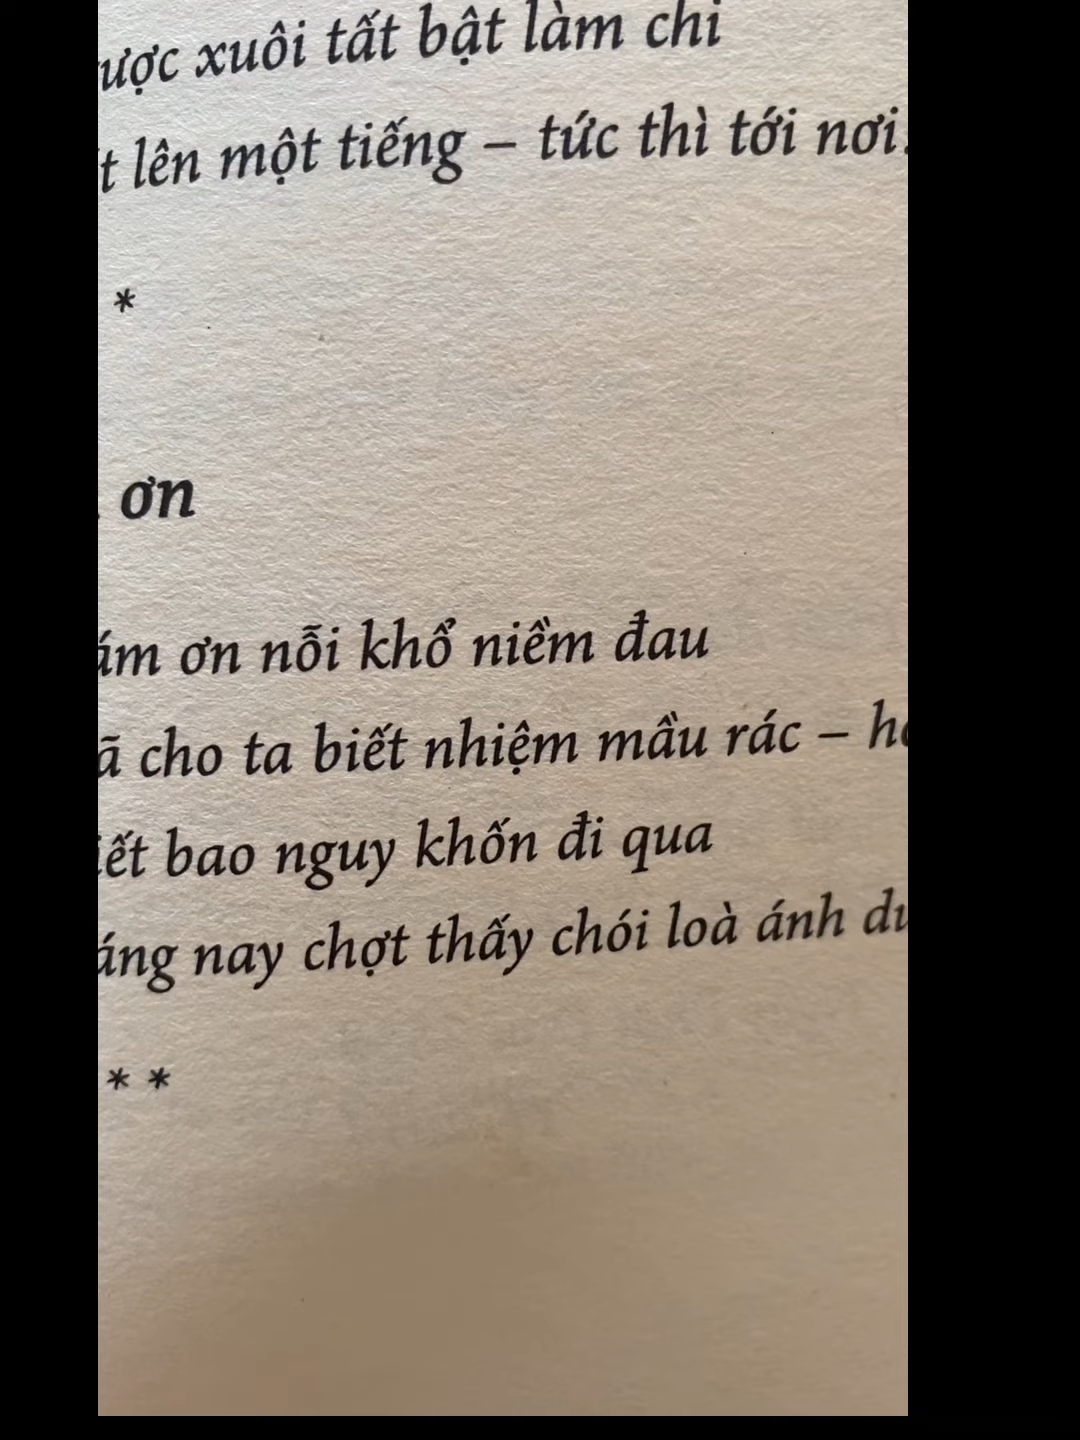 ược xuôi tất bật làm chi
t lên một tiếng – tức thì tới nơi.
*
ơn
ám ơn nỗi khổ niềm đau
ã cho ta biết nhiệm mầu rác – h
iết bao nguy khốn đi qua
áng nay chợt thấy chói loà ánh d
* *